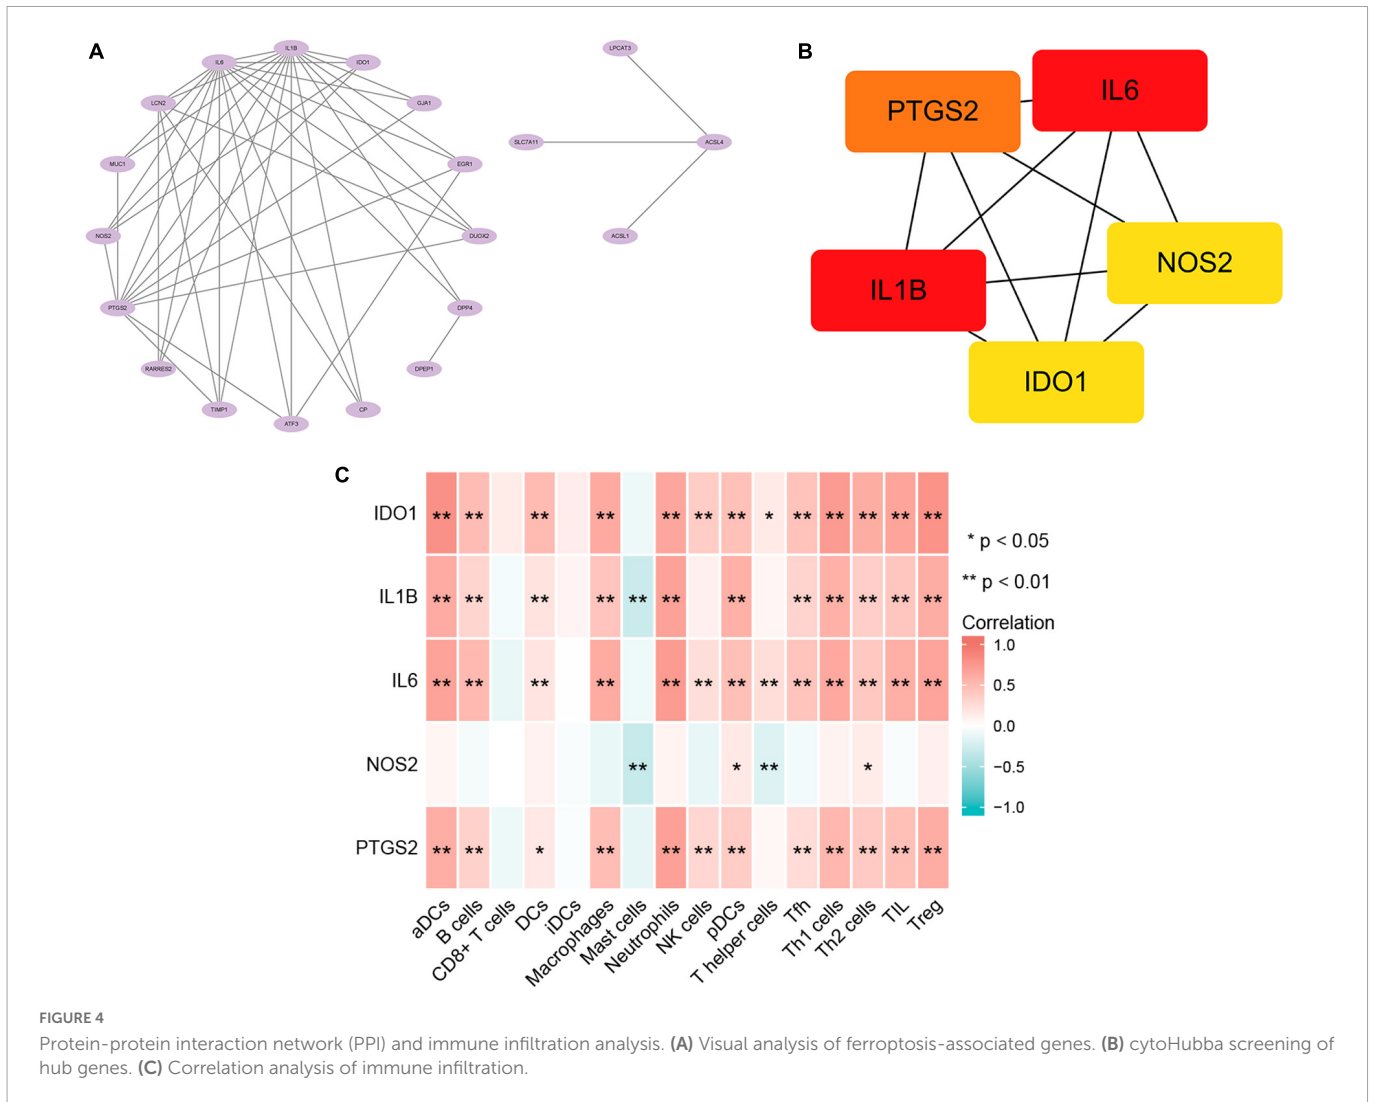 A
IL1B
IL6
IDO1
LCN2
GJA1
MUC1
EGR1
NOS2
DUOX2
PTGS2
DPP4
RARRES2
DPEP1
TIMP1
CP
ATF3
LPCAT3
SLC7A11
ACSL4
ACSL1
B
IL6
PTGS2
NOS2
IL1B
IDO1
C
IDO1 ** ** ** ** ** ** ** * ** ** ** ** **
IL1B ** ** ** ** ** ** ** ** ** ** ** **
IL6 ** ** ** ** ** ** ** ** ** ** ** ** **
NOS2 ** * ** *
PTGS2 ** ** * ** ** ** ** ** ** ** ** **
aDCs
B cells
CD8+ T cells
DCs
iDCs
Macrophages
Mast cells
Neutrophils
NK cells
pDCs
T helper cells
Tfh
Th1 cells
Th2 cells
TIL
Treg
* p < 0.05
** p < 0.01
Correlation
1.0
0.5
0.0
−0.5
−1.0
FIGURE 4
Protein-protein interaction network (PPI) and immune infiltration analysis. (A) Visual analysis of ferroptosis-associated genes. (B) cytoHubba screening of
hub genes. (C) Correlation analysis of immune infiltration.